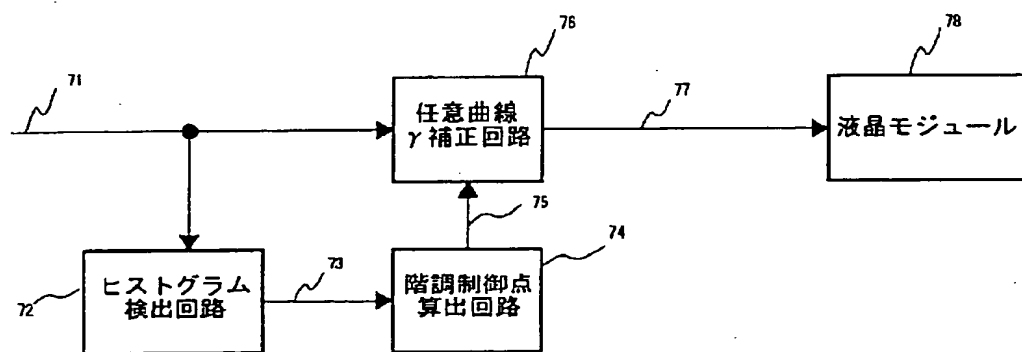 76
78
71
77
任意曲線
γ補正回路
液晶モジュール
75
74
73
72
ヒストグラム
検出回路
階調制御点
算出回路